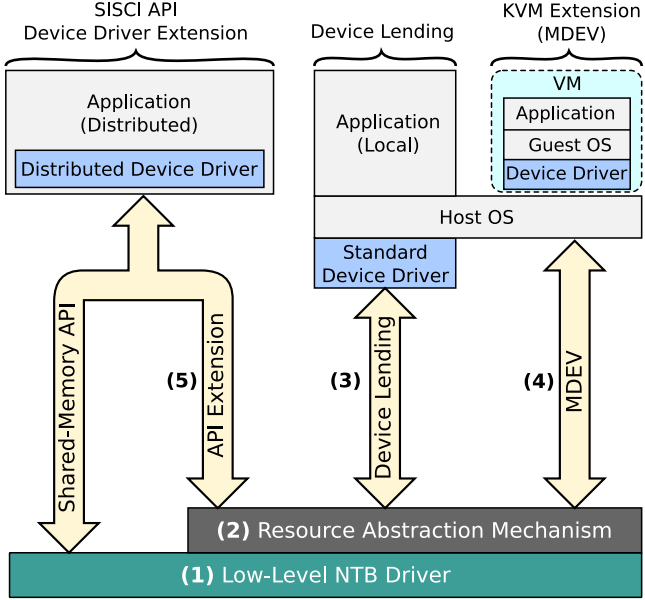 SISCI API
Device Driver Extension
Device Lending
KVM Extension
(MDEV)
Application
(Distributed)
Distributed Device Driver
Application
(Local)
VM
Application
Guest OS
Device Driver
Host OS
Standard
Device Driver
Shared-Memory API
(5)
API Extension
(3)
Device Lending
(4)
MDEV
(2) Resource Abstraction Mechanism
(1) Low-Level NTB Driver